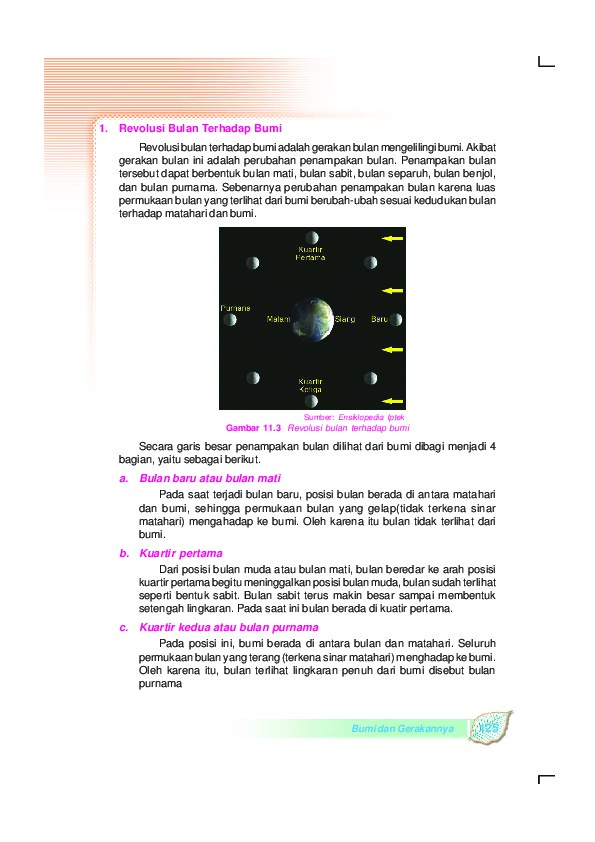 1. Revolusi Bulan Terhadap Bumi
Revolusi bulan terhadap bumi adalah gerakan bulan mengelilingi bumi. Akibat
gerakan bulan ini adalah perubahan penampakan bulan. Penampakan bulan
tersebut dapat berbentuk bulan mati, bulan sabit, bulan separuh, bulan benjol,
dan bulan purnama. Sebenarnya perubahan penampakan bulan karena luas
permukaan bulan yang terlihat dari bumi berubah-ubah sesuai kedudukan bulan
terhadap matahari dan bumi.
Kuartir
Pertama
Purnama
Malam
Siang
Baru
Kuartir
Ketiga
Sumber: Ensiklopedia Iptek
Gambar 11.3 Revolusi bulan terhadap bumi
Secara garis besar penampakan bulan dilihat dari bumi dibagi menjadi 4
bagian, yaitu sebagai berikut.
a. Bulan baru atau bulan mati
Pada saat terjadi bulan baru, posisi bulan berada di antara matahari
dan bumi, sehingga permukaan bulan yang gelap(tidak terkena sinar
matahari) mengahadap ke bumi. Oleh karena itu bulan tidak terlihat dari
bumi.
b. Kuartir pertama
Dari posisi bulan muda atau bulan mati, bulan beredar ke arah posisi
kuartir pertama begitu meninggalkan posisi bulan muda, bulan sudah terlihat
seperti bentuk sabit. Bulan sabit terus makin besar sampai membentuk
setengah lingkaran. Pada saat ini bulan berada di kuatir pertama.
c. Kuartir kedua atau bulan purnama
Pada posisi ini, bumi berada di antara bulan dan matahari. Seluruh
permukaan bulan yang terang (terkena sinar matahari) menghadap ke bumi.
Oleh karena itu, bulan terlihat lingkaran penuh dari bumi disebut bulan
purnama
Bumi dan Gerakannya